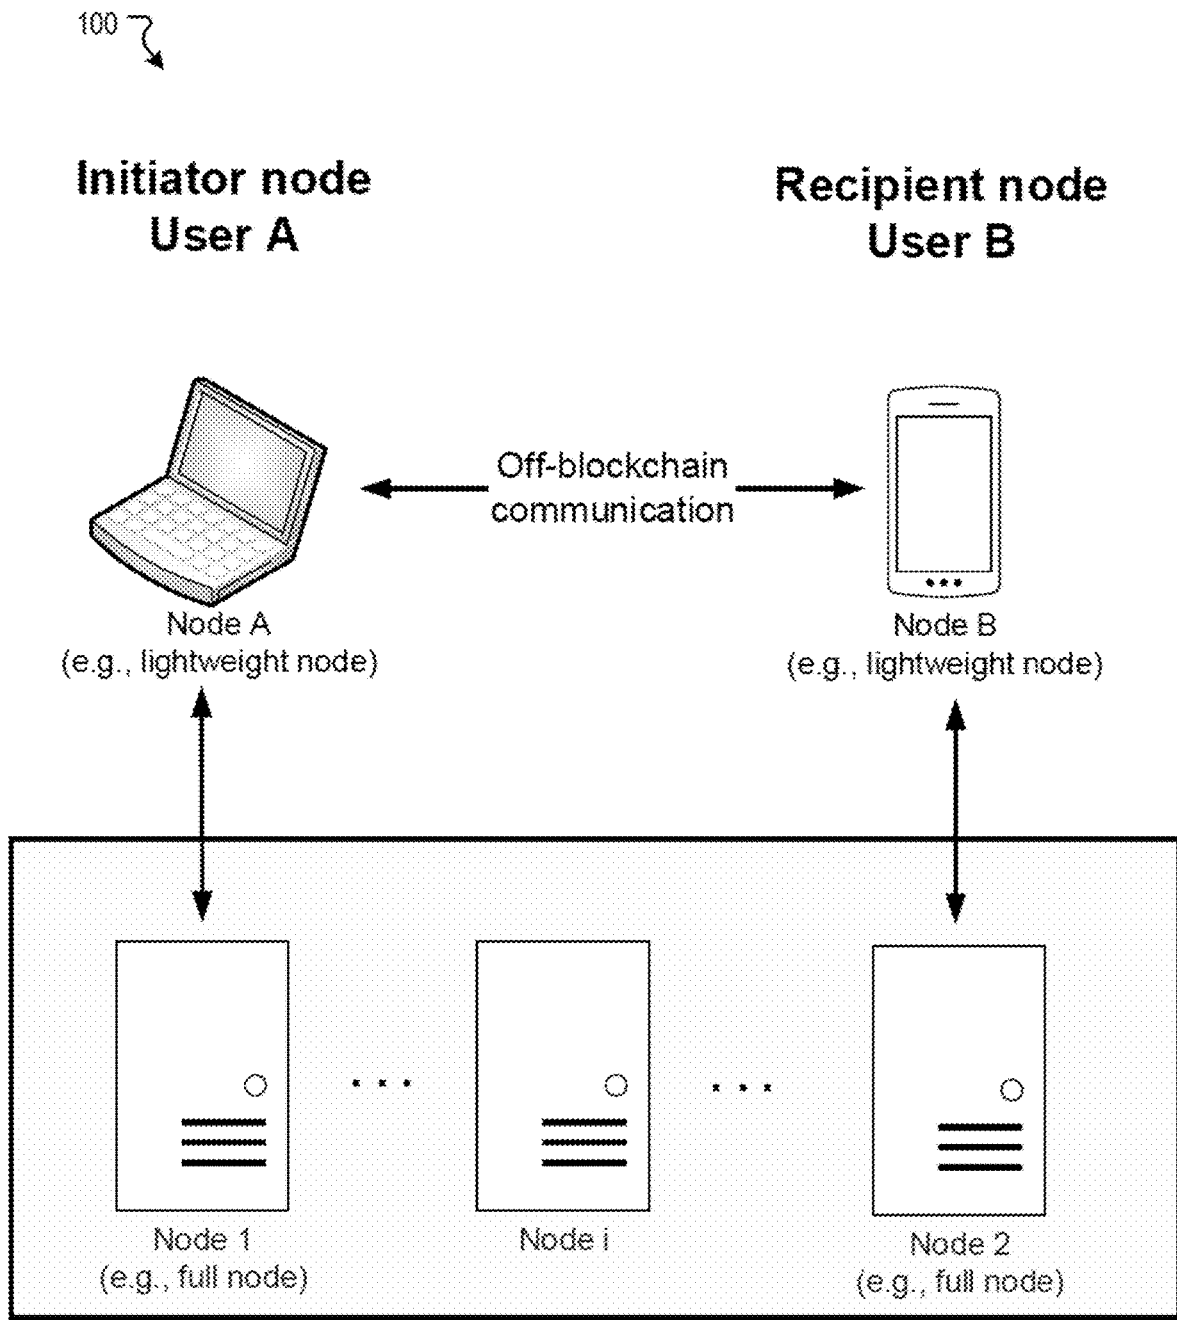 100
Initiator node
User A
Recipient node
User B
Off-blockchain
communication
Node A
(e.g., lightweight node)
Node B
(e.g., lightweight node)
Node 1
(e.g., full node)
Node i
Node 2
(e.g., full node)